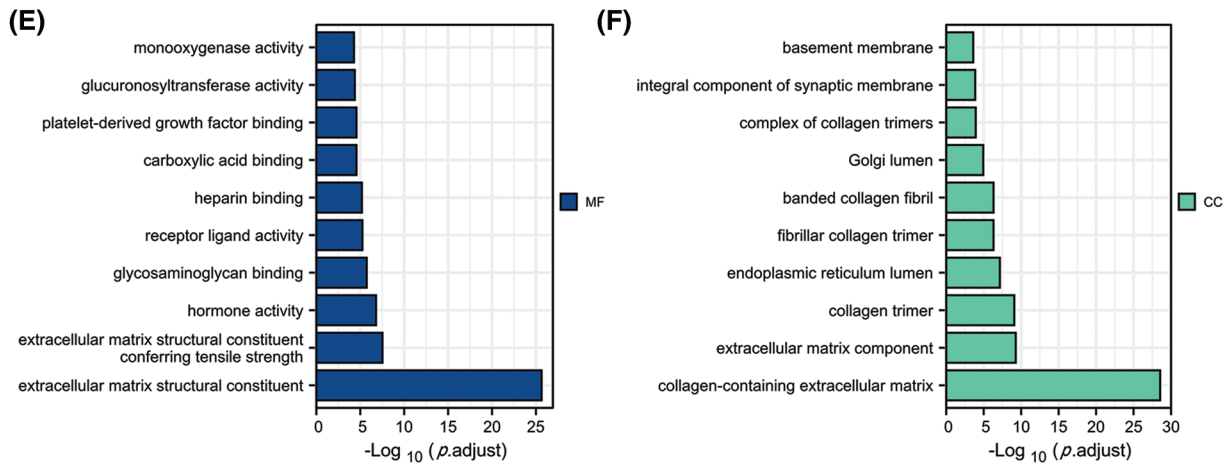 (E)
monooxygenase activity
glucuronosyltransferase activity
platelet-derived growth factor binding
carboxylic acid binding
heparin binding
receptor ligand activity
glycosaminoglycan binding
hormone activity
extracellular matrix structural constituent
conferring tensile strength
extracellular matrix structural constituent
0 5 10 15 20 25
-Log 10 (p.adjust)
MF
(F)
basement membrane
integral component of synaptic membrane
complex of collagen trimers
Golgi lumen
banded collagen fibril
fibrillar collagen trimer
endoplasmic reticulum lumen
collagen trimer
extracellular matrix component
collagen-containing extracellular matrix
0 5 10 15 20 25 30
-Log 10 (p.adjust)
CC